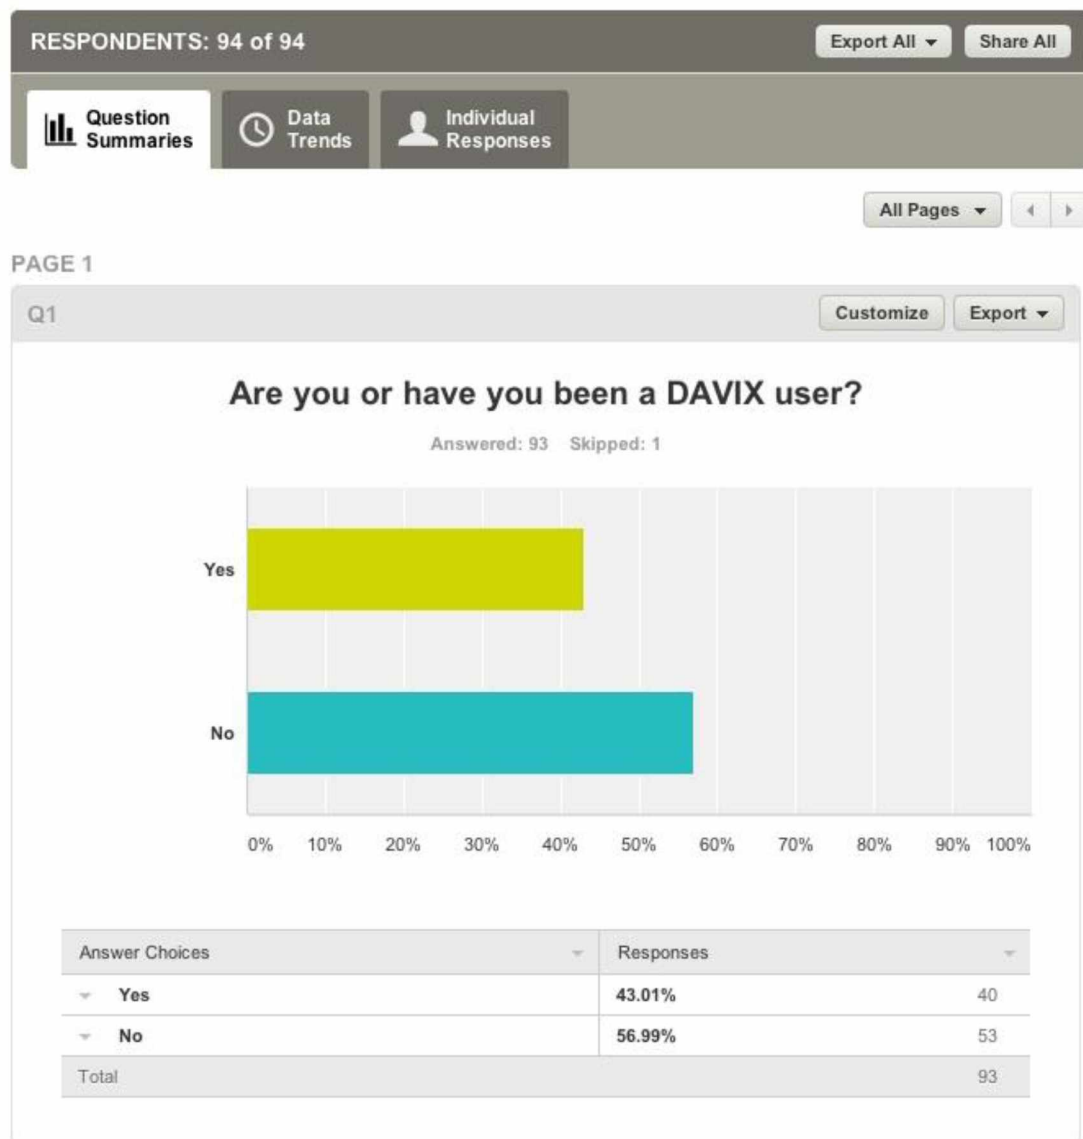 RESPONDENTS: 94 of 94
Export All
Share All
Question
Summaries
Data
Trends
Individual
Responses
All Pages
PAGE 1
Q1
Customize
Export
Are you or have you been a DAVIX user?
Answered: 93 Skipped: 1
Yes
No
0% 10% 20% 30% 40% 50% 60% 70% 80% 90% 100%
Answer Choices Responses
Yes 43.01% 40
No 56.99% 53
Total 93